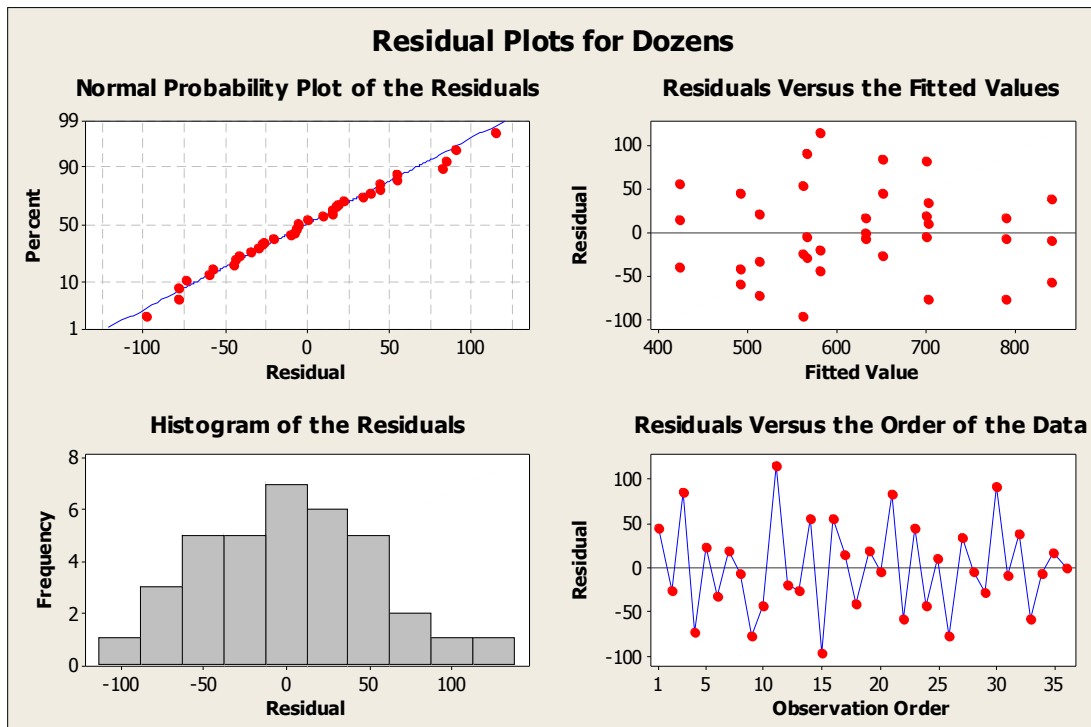 Residual Plots for Dozens
Normal Probability Plot of the Residuals
99
90
50
10
1
Percent
-100 -50 0 50 100
Residual
Residuals Versus the Fitted Values
100
50
0
-50
-100
Residual
400 500 600 700 800
Fitted Value
Histogram of the Residuals
8
6
4
2
0
Frequency
-100 -50 0 50 100
Residual
Residuals Versus the Order of the Data
100
50
0
-50
-100
Residual
1 5 10 15 20 25 30 35
Observation Order